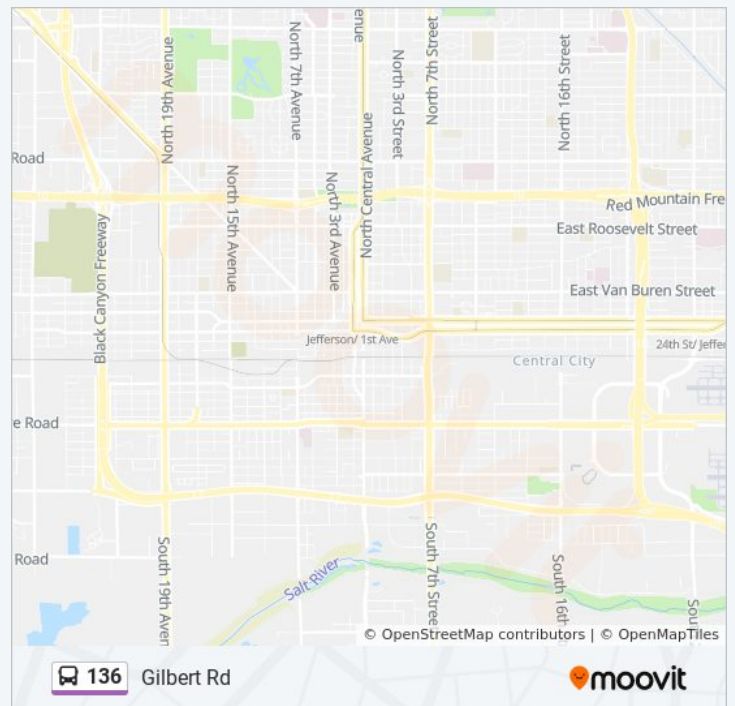 enue
North 7th Street
North 7th Avenue
North 16th Street
North 19th Avenue
North 3rd Street
North Central Avenue
Road
North 15th Avenue
North 3rd Avenue
Red Mountain Fre
East Roosevelt Street
Black Canyon Freeway
East Van Buren Street
Jefferson/ 1st Ave
24th St/ Jeffer
Central City
e Road
South 7th Stree
South 19th Aven
Road
South 16th
Salt River
Sou
© OpenStreetMap contributors | © OpenMapTiles
136 Gilbert Rd
moovit